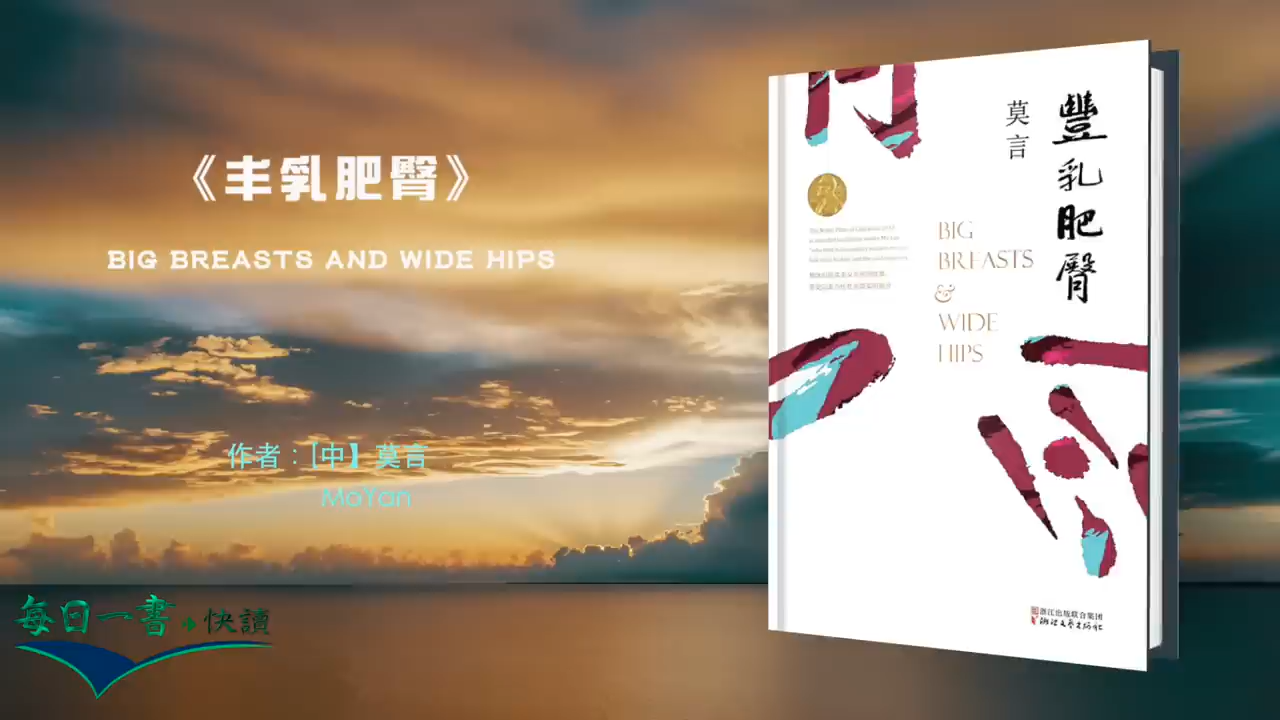 《丰乳肥臀》
BIG BREASTS AND WIDE HIPS
作者：[中】莫言
MoYan
每日一書 快讀
豐乳肥臀
莫言
BIG
BREASTS
&
WIDE
HIPS
浙江出版联合集团
浙江文艺出版社